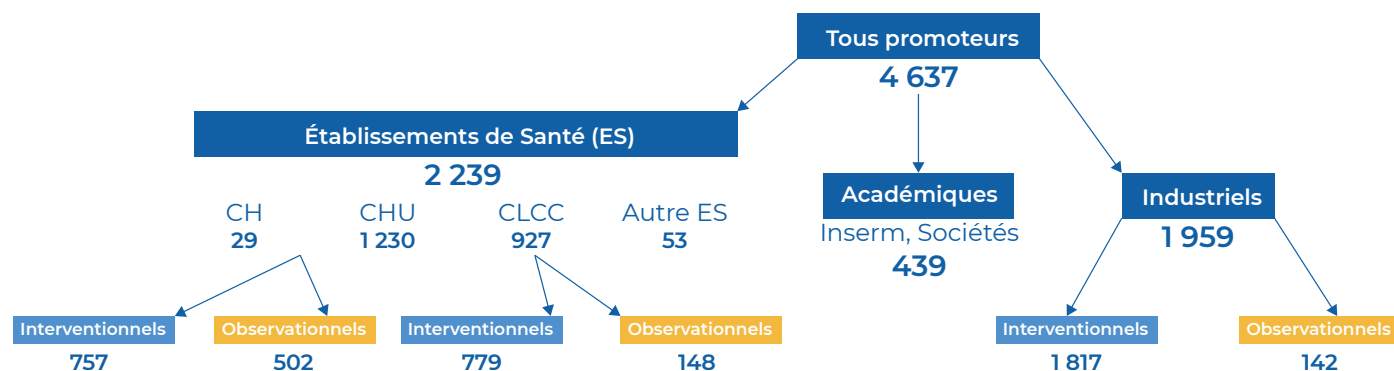 Tous promoteurs
4 637
Établissements de Santé (ES)
2 239
CH
29
CHU
1 230
CLCC
927
Autre ES
53
Académiques
Inserm, Sociétés
439
Industriels
1 959
Interventionnels
757
Observationnels
502
Interventionnels
779
Observationnels
148
Interventionnels
1 817
Observationnels
142